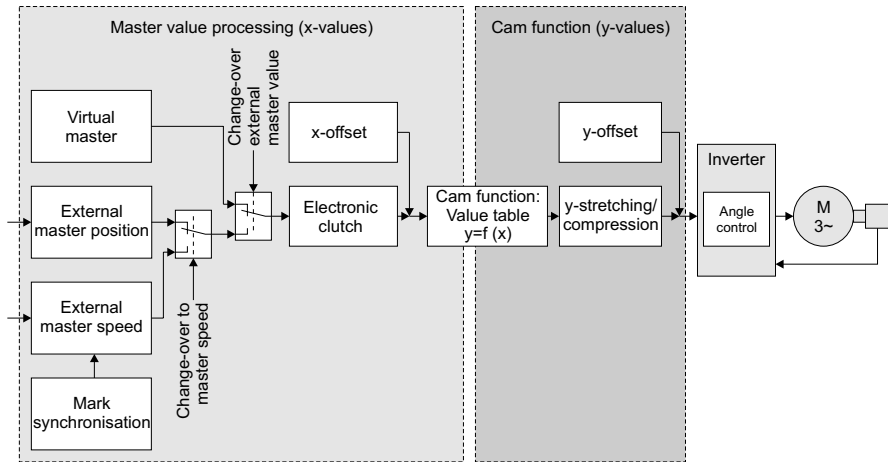 Master value processing (x-values)
Cam function (y-values)
Virtual
master
Change-over
external
master value
x-offset
y-offset
Inverter
External
master position
Electronic
clutch
Cam function:
Value table
y=f (x)
y-stretching/
compression
Angle
control
M
3~
External
master speed
Change-over to
master speed
Mark
synchronisation